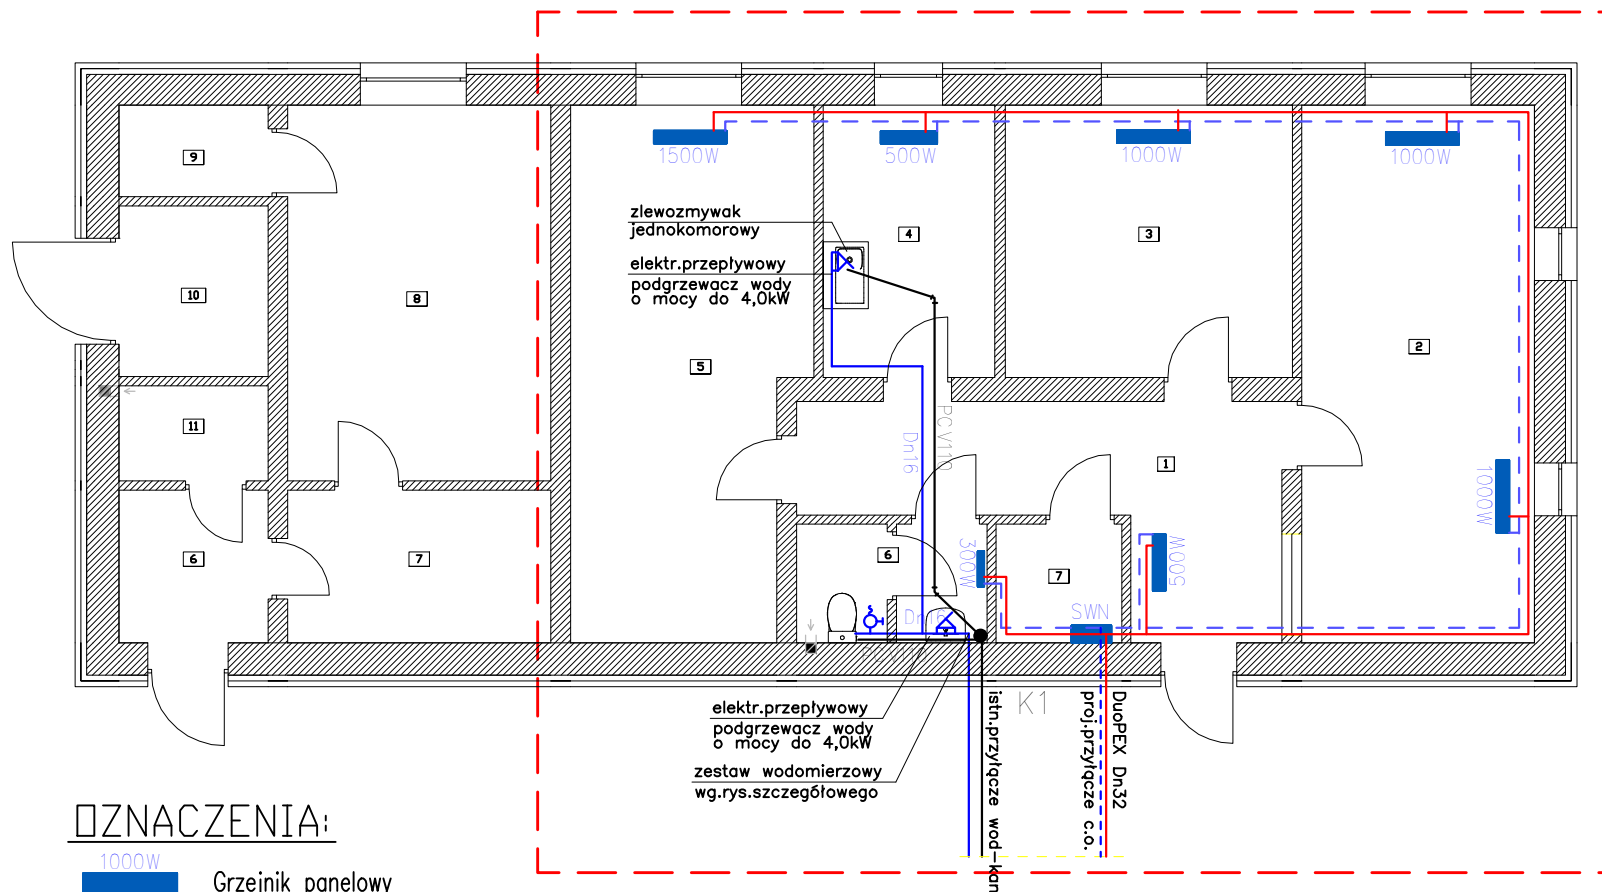 1500W
500W
1000W
1000W
9
zlewozmywak
jednokomorowy
4
3
elektr.przepływowy
podgrzewacz wody
o mocy do 4,0kW
10
8
2
5
11
PCV110
Dn16
1
1000W
6
7
6
300W
7
500W
SWN
Dn16
elektr.przepływowy
podgrzewacz wody
o mocy do 4,0kW
zestaw wodomierzowy
wg.rys.szczegółowego
istn.przyłącze wod-kan
K1
proj.przyłącze c.o.
DuoPEX Dn32
OZNACZENIA:
1000W
Grzejnik panelowy